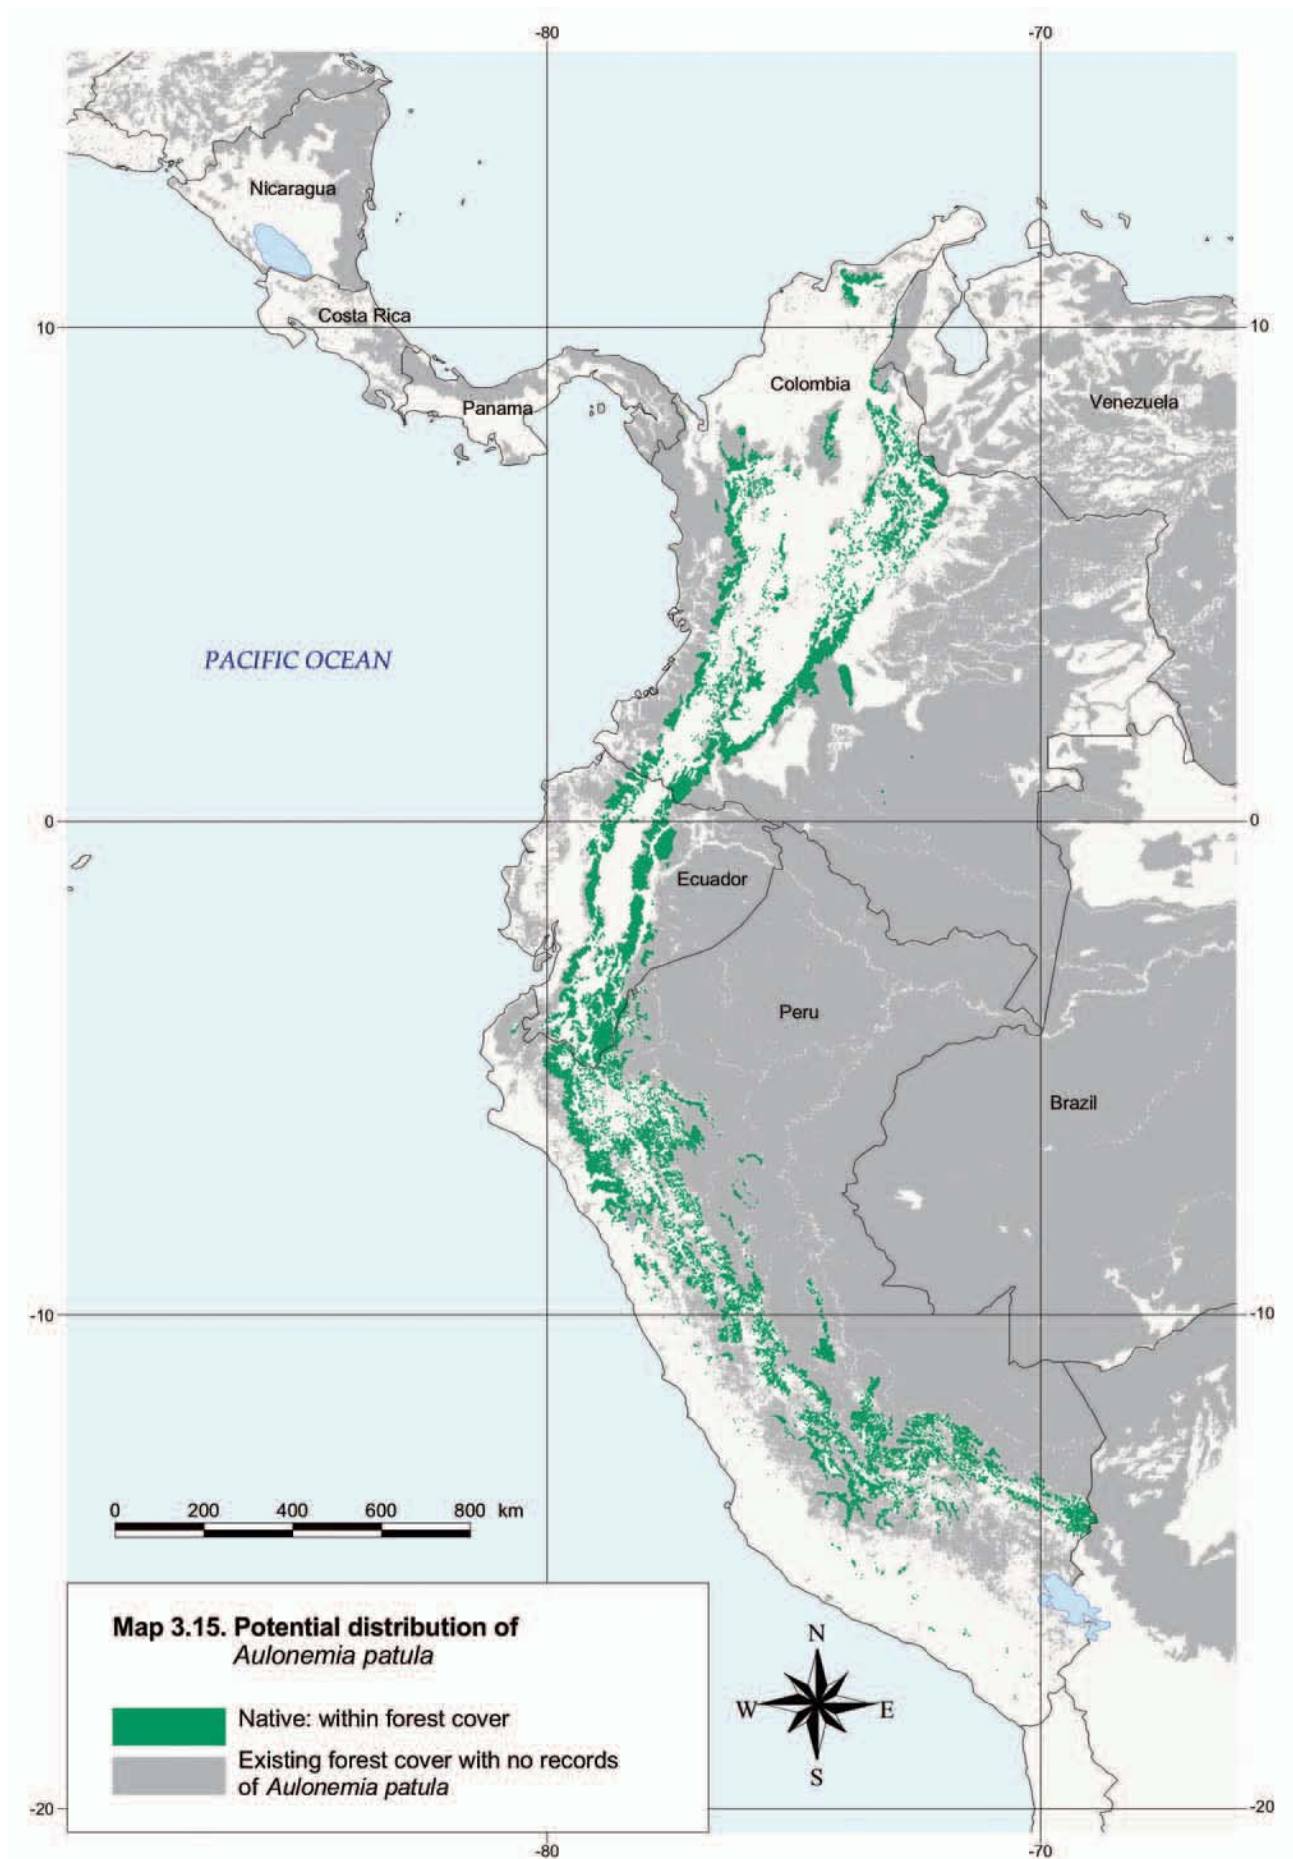 -80 -70
Nicaragua
Costa Rica
10 10
Panama
Colombia
Venezuela
PACIFIC OCEAN
0 0
Ecuador
Peru
Brazil
-10 -10
0 200 400 600 800 km
Map 3.15. Potential distribution of
Aulonemia patula
Native: within forest cover
Existing forest cover with no records
of Aulonemia patula
N
W E
S
-20 -20
-80 -70